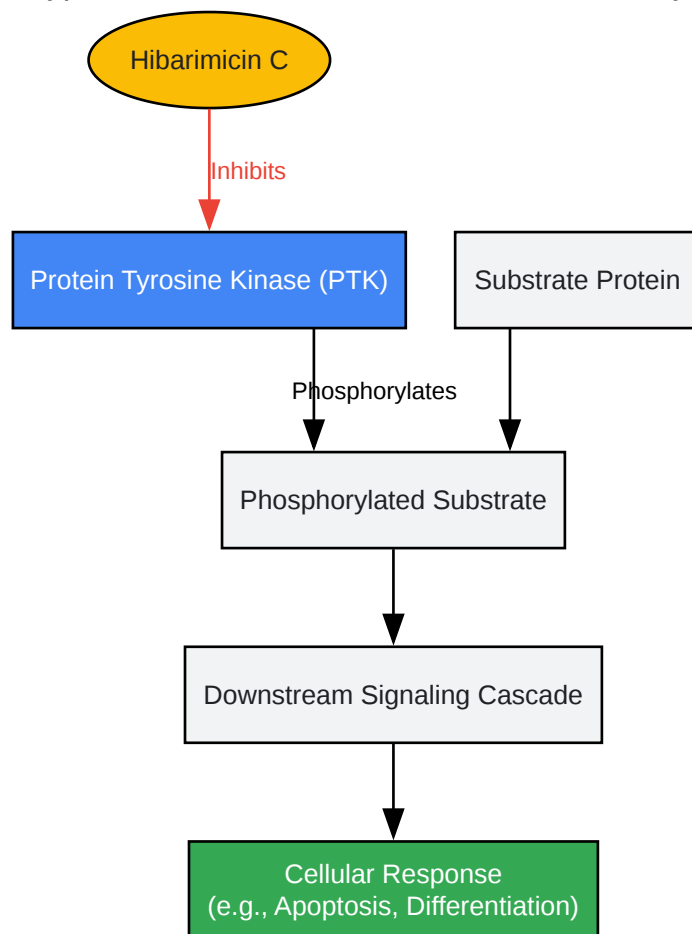 Hibarimicin C
Inhibits
Protein Tyrosine Kinase (PTK)
Substrate Protein
Phosphorylates
Phosphorylated Substrate
Downstream Signaling Cascade
Cellular Response
(e.g., Apoptosis, Differentiation)